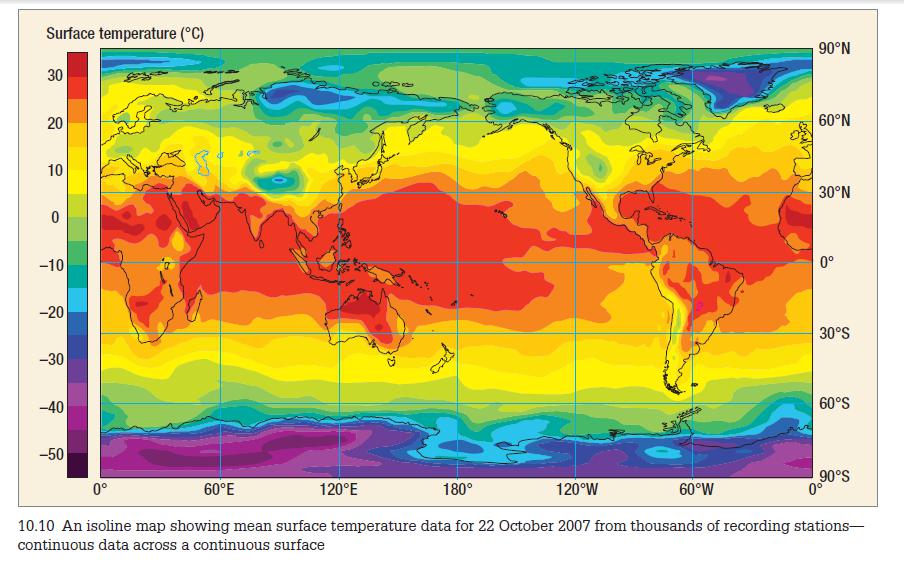 Surface temperature (°C)
30
20
10
0
–10
–20
–30
–40
–50
90°N
60°N
30°N
0°
30°S
60°S
90°S
0°
60°E
120°E
180°
120°W
60°W
0°
10.10 An isoline map showing mean surface temperature data for 22 October 2007 from thousands of recording stations—
continuous data across a continuous surface